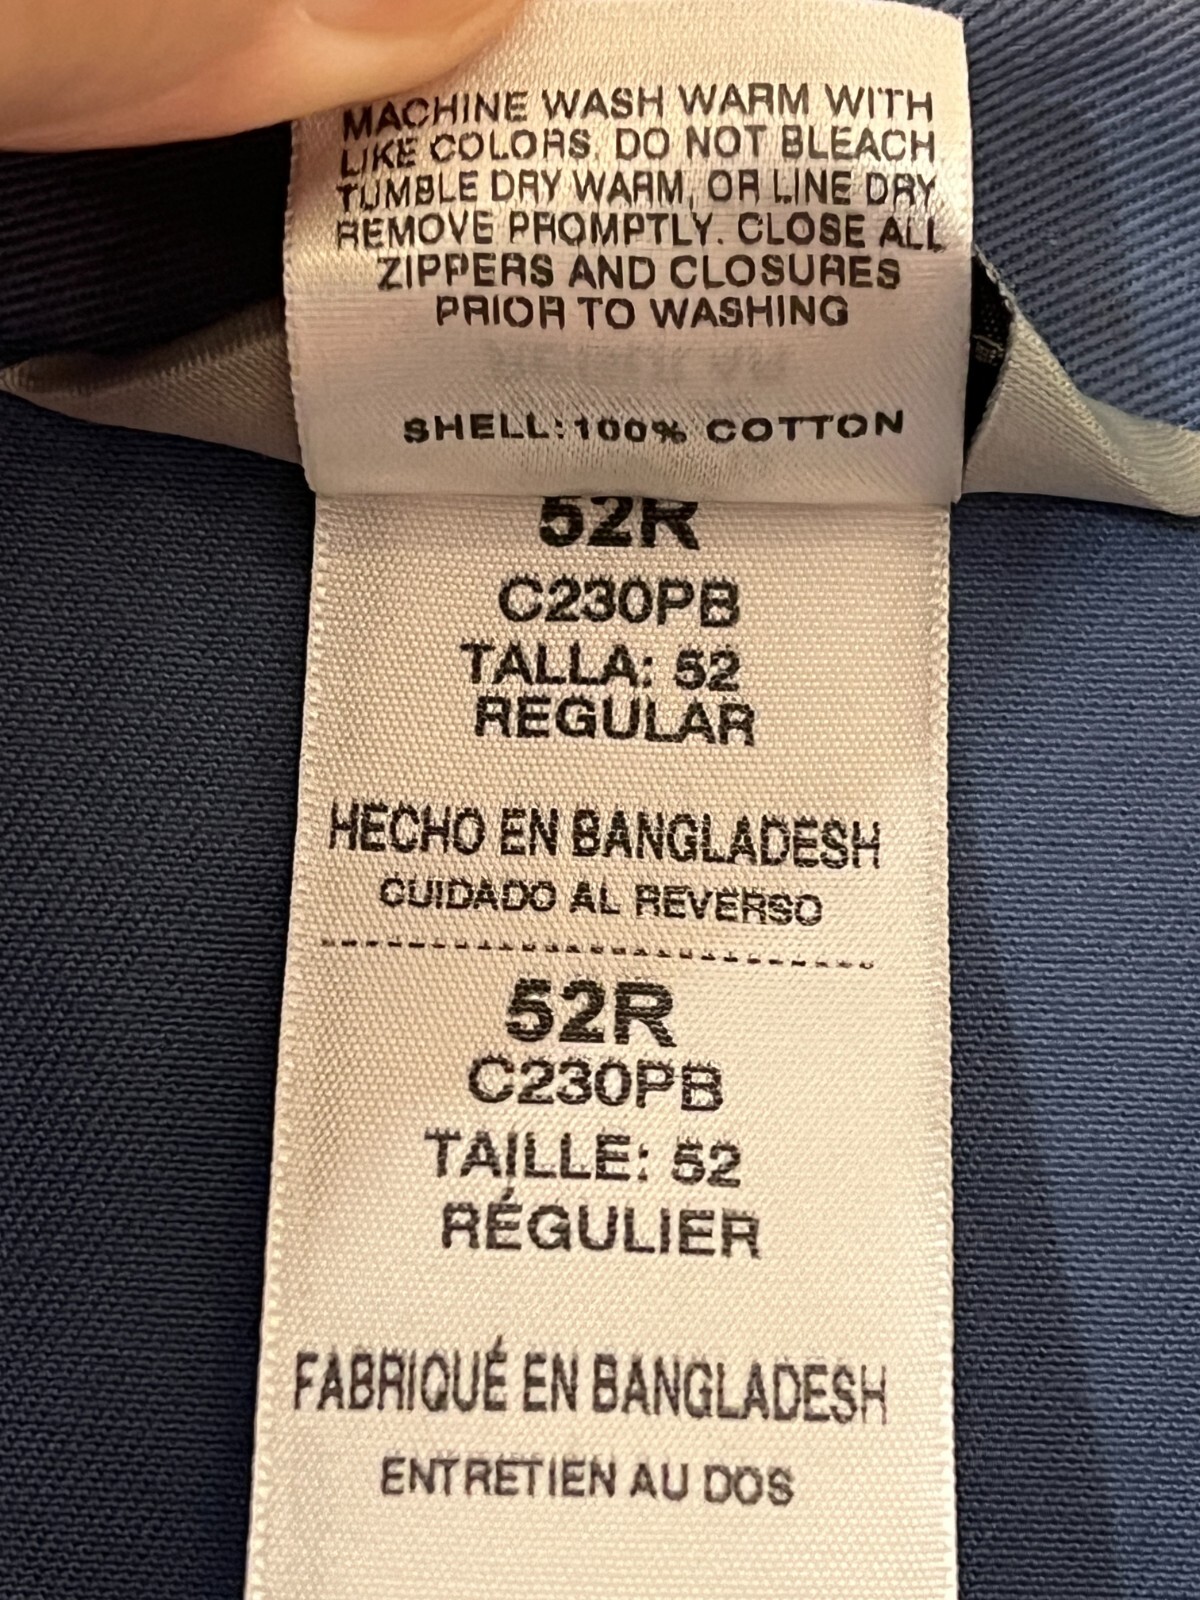 MACHINE WASH WARM WITH
LIKE COLORS. DO NOT BLEACH
TUMBLE DRY WARM, OR LINE DRY
REMOVE PROMPTLY. CLOSE ALL
ZIPPERS AND CLOSURES
PRIOR TO WASHING
SHELL:100% COTTON
52R
C230PB
TALLA: 52
REGULAR
HECHO EN BANGLADESH
CUIDADO AL REVERSO
52R
C230PB
TAILLE: 52
RÉGULIER
FABRIQUÉ EN BANGLADESH
ENTRETIEN AU DOS